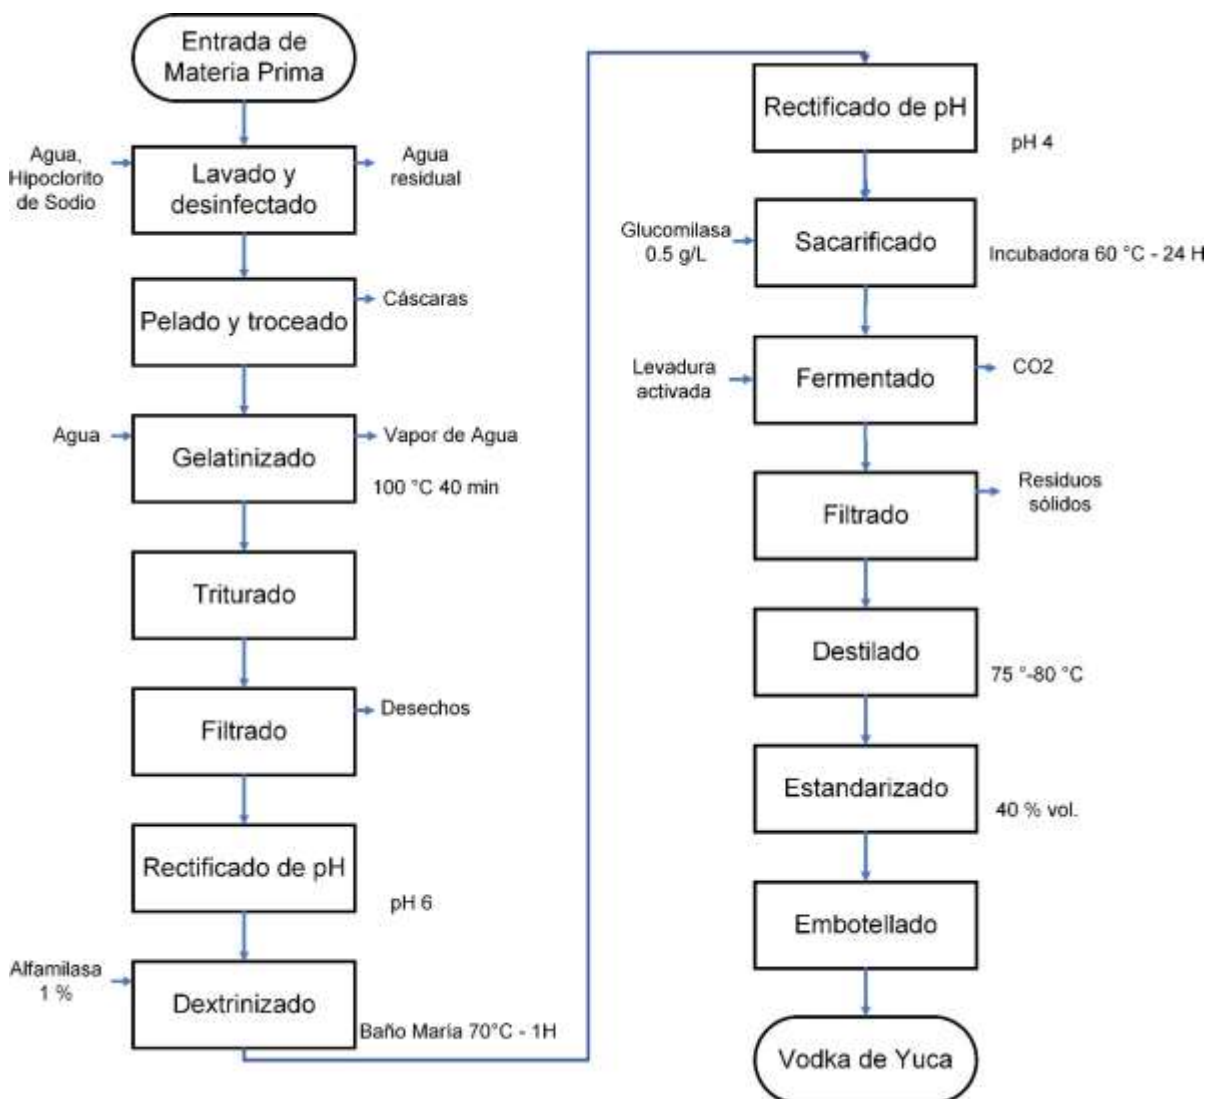 Entrada de
Materia Prima
Agua,
Hipoclorito
de Sodio
Lavado y
desinfectado
Agua
residual
Pelado y troceado
Cáscaras
Agua
Gelatinizado
Vapor de Agua
100 °C 40 min
Triturado
Filtrado
Desechos
Rectificado de pH
pH 6
Alfamilasa
1 %
Dextrinizado
Baño María 70°C - 1H
Rectificado de pH
pH 4
Glucomilasa
0.5 g/L
Sacarificado
Incubadora 60 °C - 24 H
Levadura
activada
Fermentado
CO2
Filtrado
Residuos
sólidos
Destilado
75 °-80 °C
Estandarizado
40 % vol.
Embotellado
Vodka de Yuca